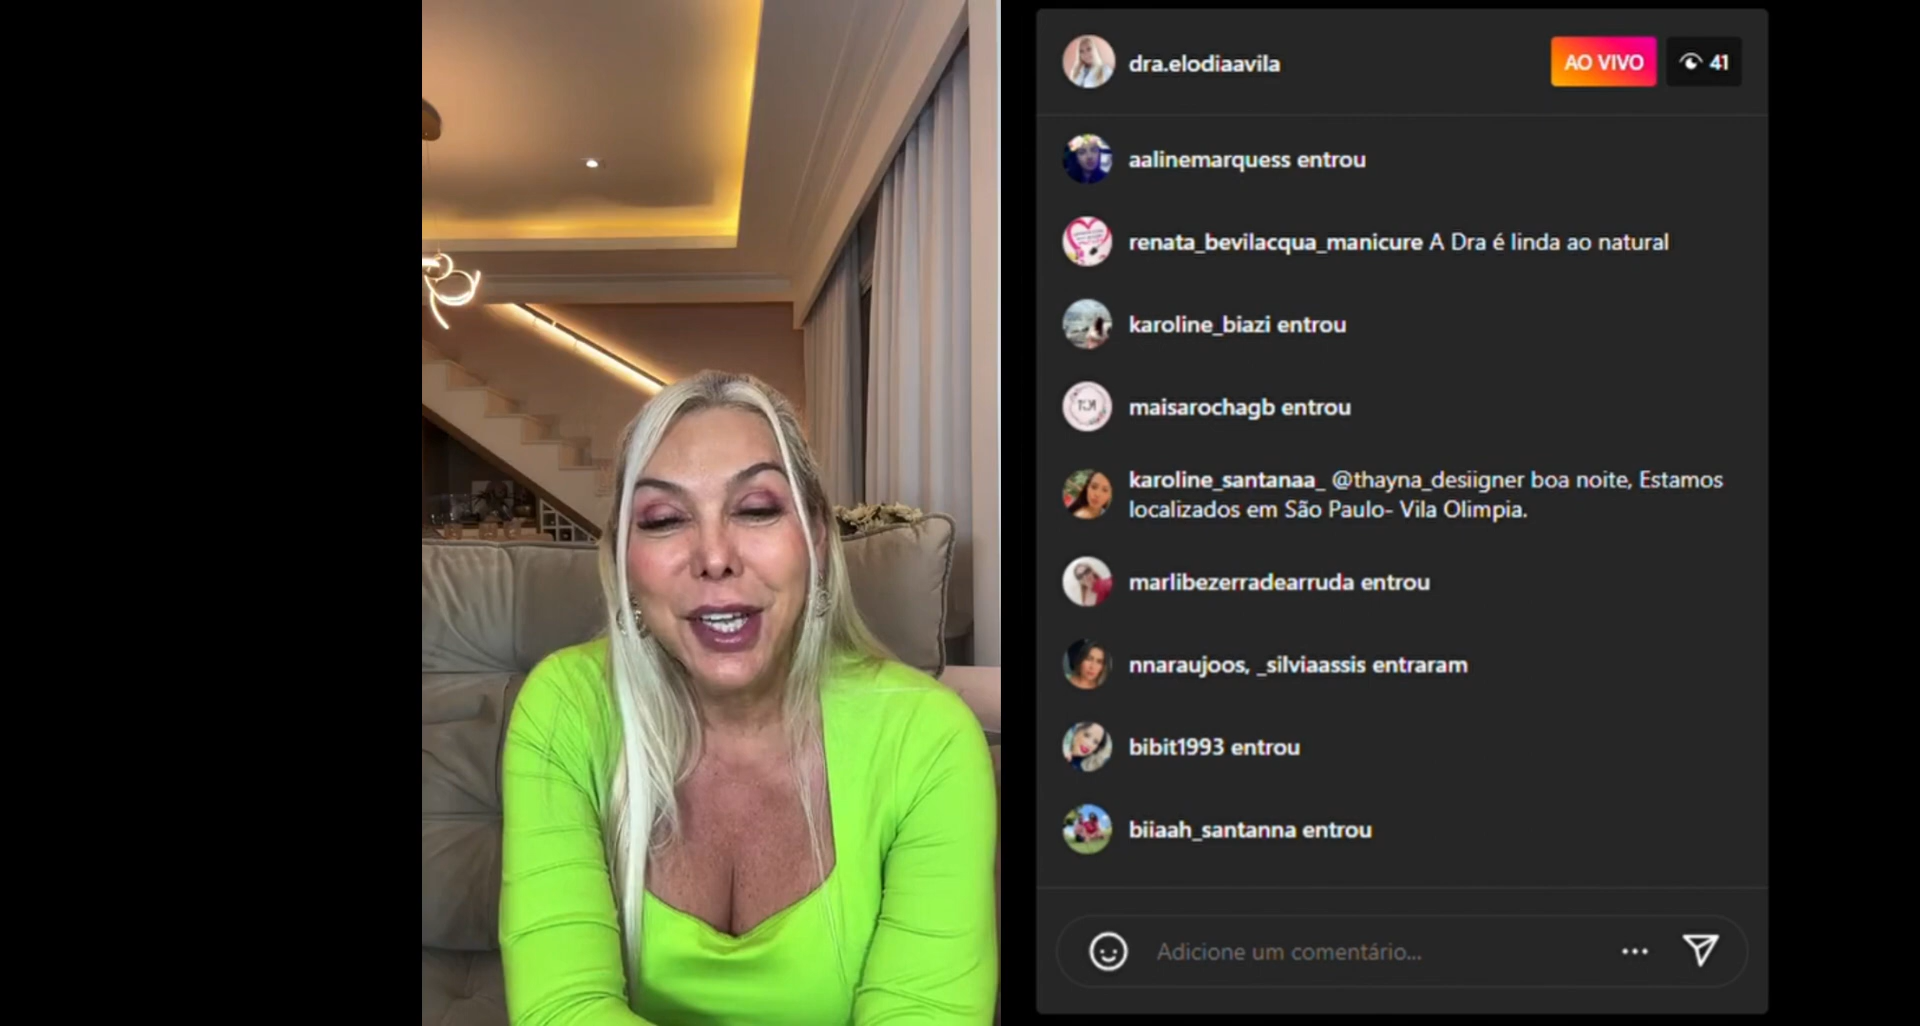 dra.elodiaavila
AO VIVO
41
aalinemarquess entrou
renata_bevilacqua_manicure A Dra é linda ao natural
karoline_biazi entrou
maisarochagb entrou
karoline_santanaa_ @thayna_desiigner boa noite, Estamos
localizados em São Paulo- Vila Olimpia.
marlibezerradearruda entrou
nnaraujoos, _silviaassis entraram
bibit1993 entrou
biiaah_santanna entrou
Adicione um comentário...